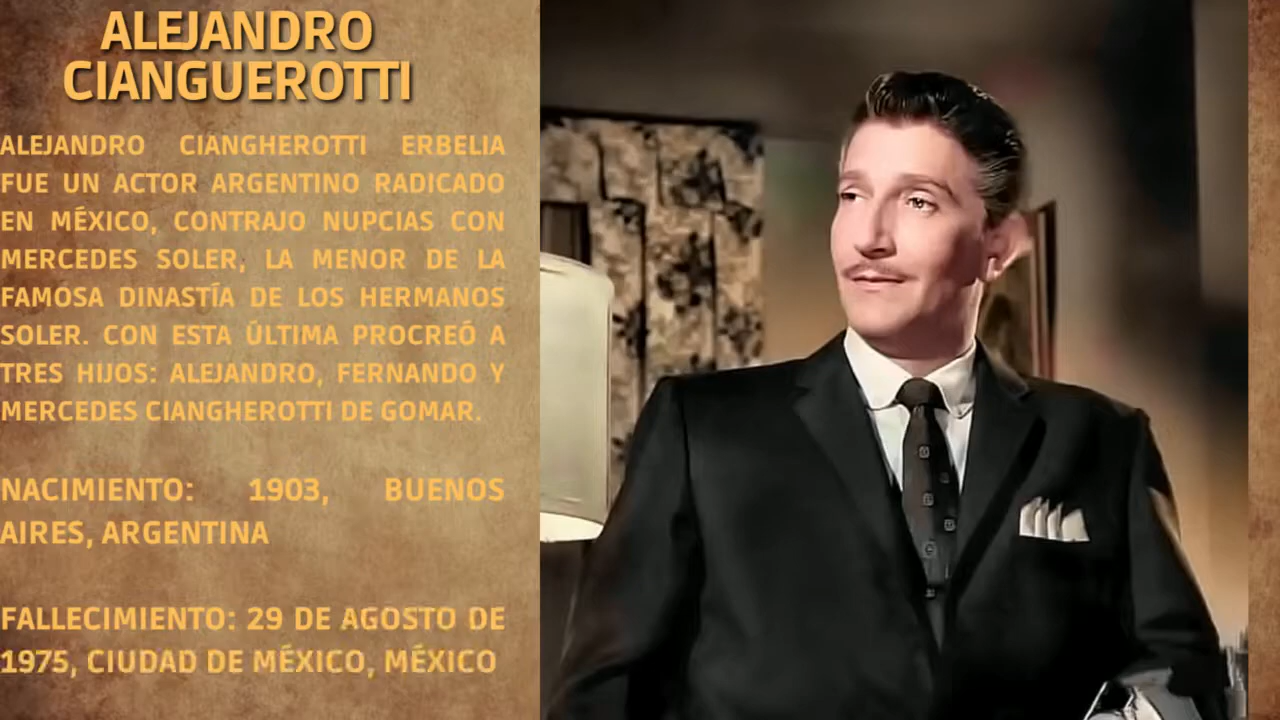 ALEJANDRO
CIANGUEROTTI
ALEJANDRO CIANGHEROTTI ERBELIA
FUE UN ACTOR ARGENTINO RADICADO
EN MÉXICO, CONTRAJO NUPCIAS CON
MERCEDES SOLER, LA MENOR DE LA
FAMOSA DINASTÍA DE LOS HERMANOS
SOLER. CON ESTA ÚLTIMA PROCREÓ A
TRES HIJOS: ALEJANDRO, FERNANDO Y
MERCEDES CIANGHEROTTI DE GOMAR.
NACIMIENTO: 1903, BUENOS
AIRES, ARGENTINA
FALLECIMIENTO: 29 DE AGOSTO DE
1975, CIUDAD DE MÉXICO, MÉXICO